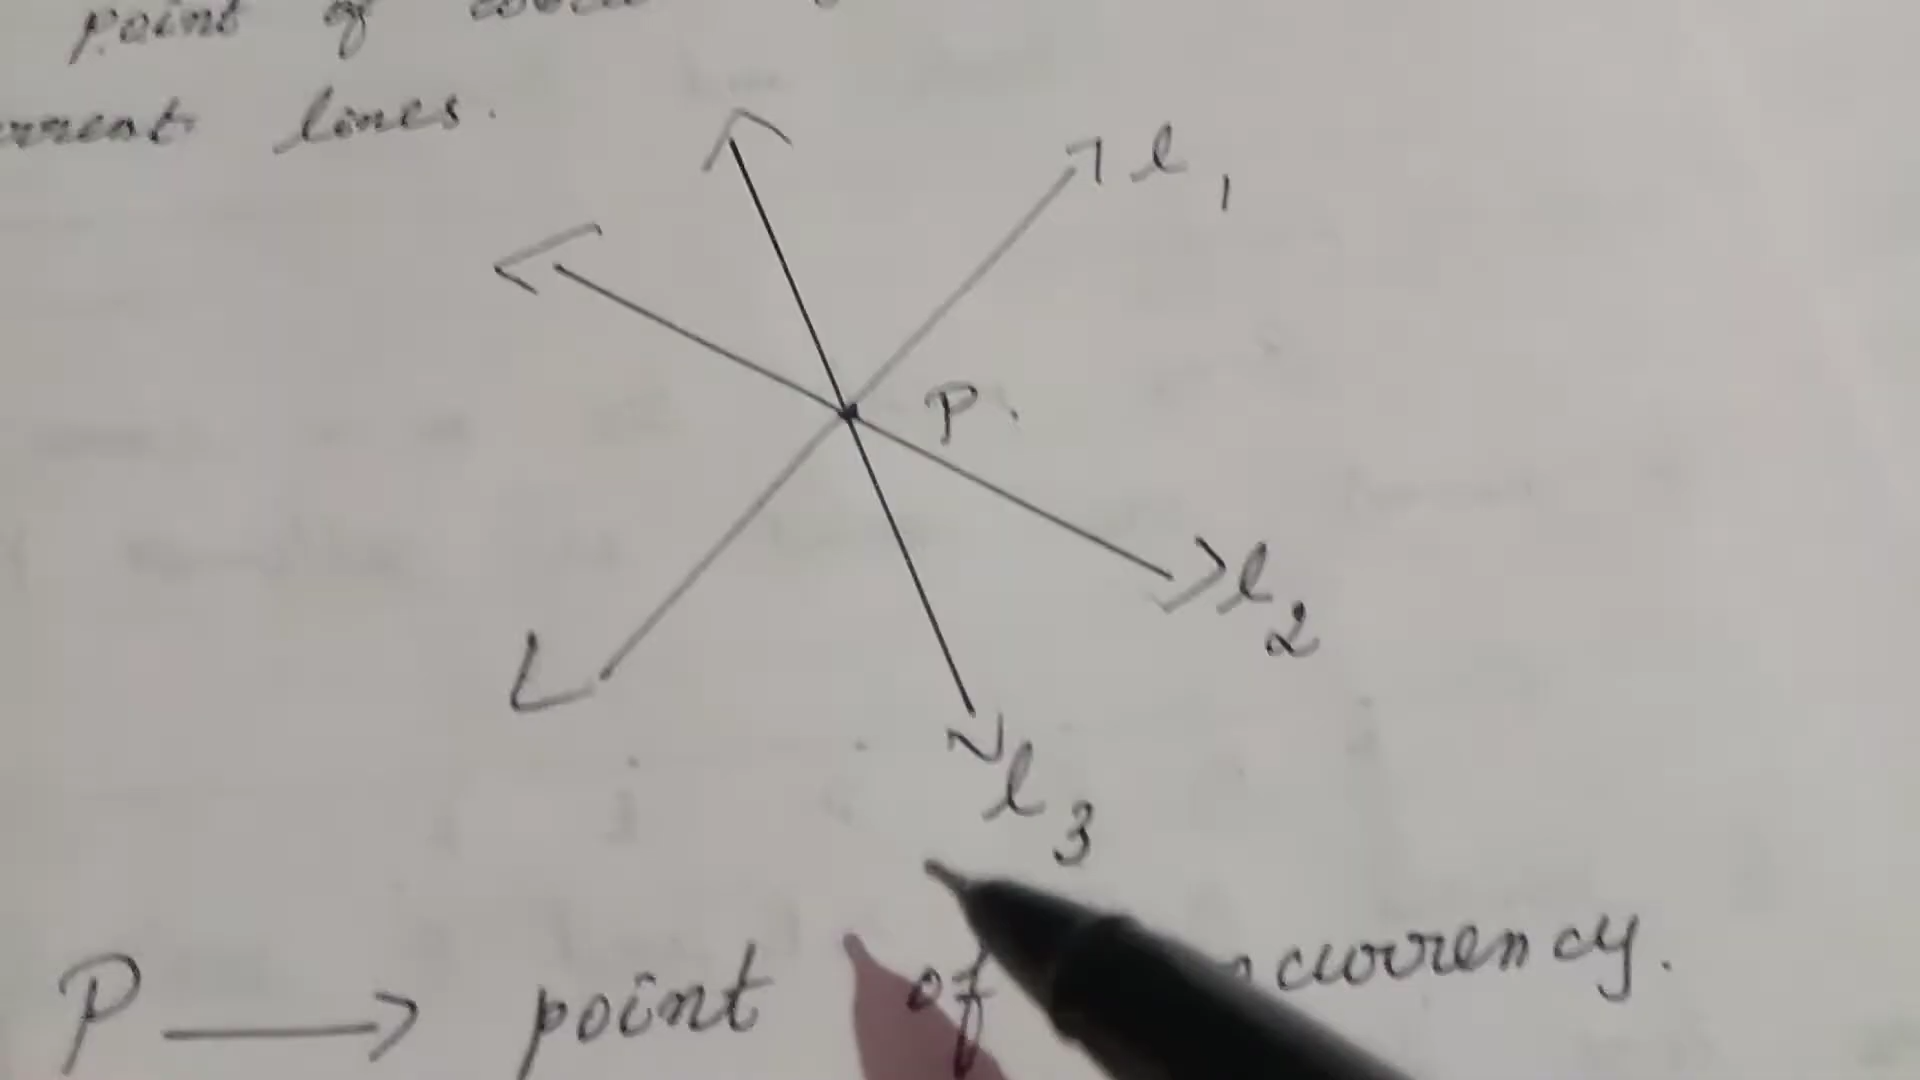 point of
lines.
l1
P.
l2
l3
P → point of